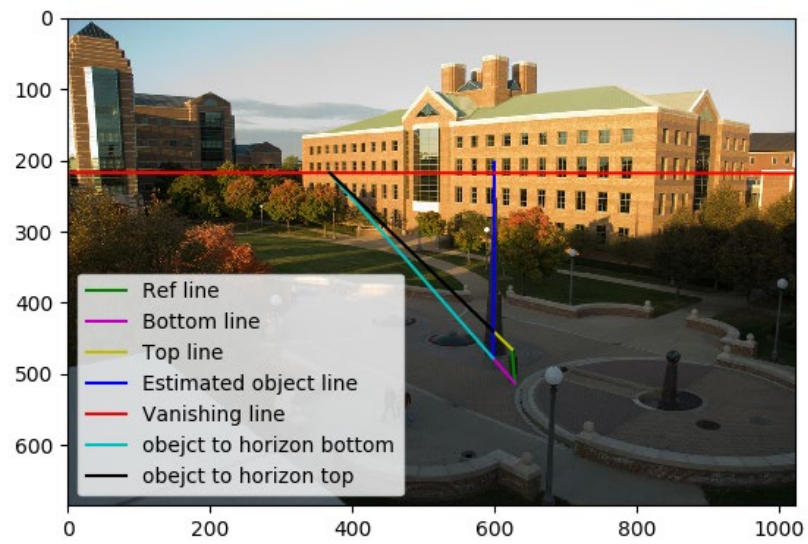 0
100
200
300
400
500
600
Ref line
Bottom line
Top line
Estimated object line
Vanishing line
obejct to horizon bottom
obejct to horizon top
0 200 400 600 800 1000